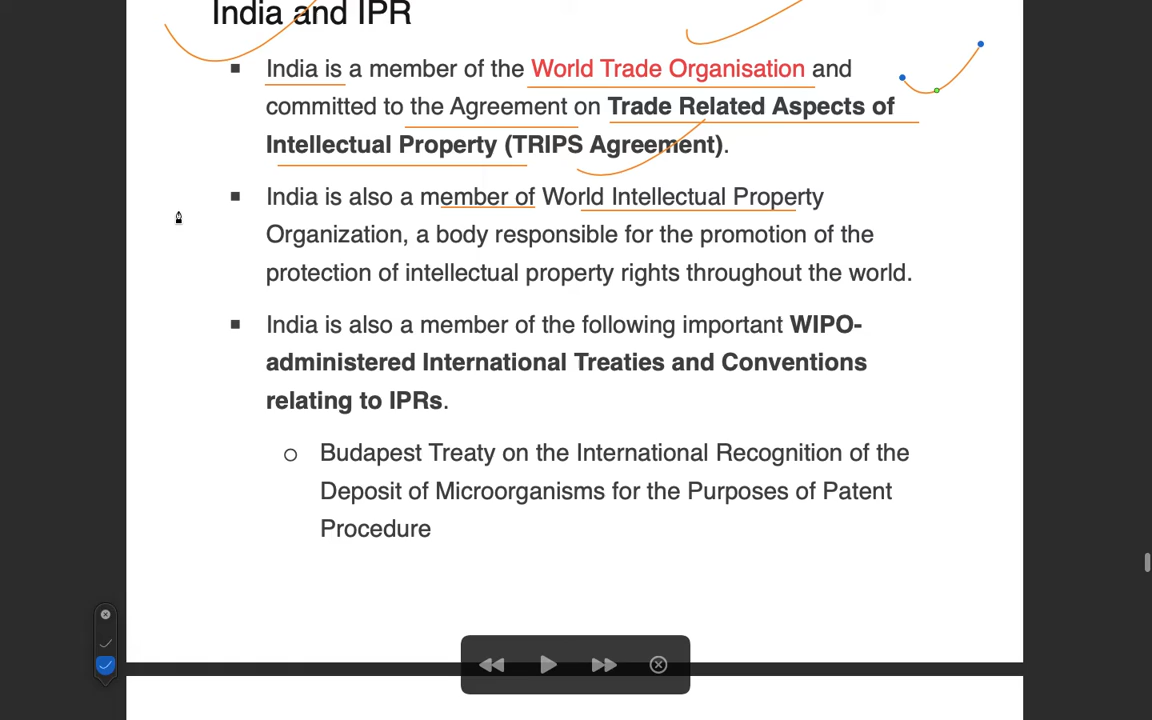 India and IPR
▪ India is a member of the World Trade Organisation and
committed to the Agreement on Trade Related Aspects of
Intellectual Property (TRIPS Agreement).
▪ India is also a member of World Intellectual Property
Organization, a body responsible for the promotion of the
protection of intellectual property rights throughout the world.
▪ India is also a member of the following important WIPO-
administered International Treaties and Conventions
relating to IPRs.
o Budapest Treaty on the International Recognition of the
Deposit of Microorganisms for the Purposes of Patent
Procedure